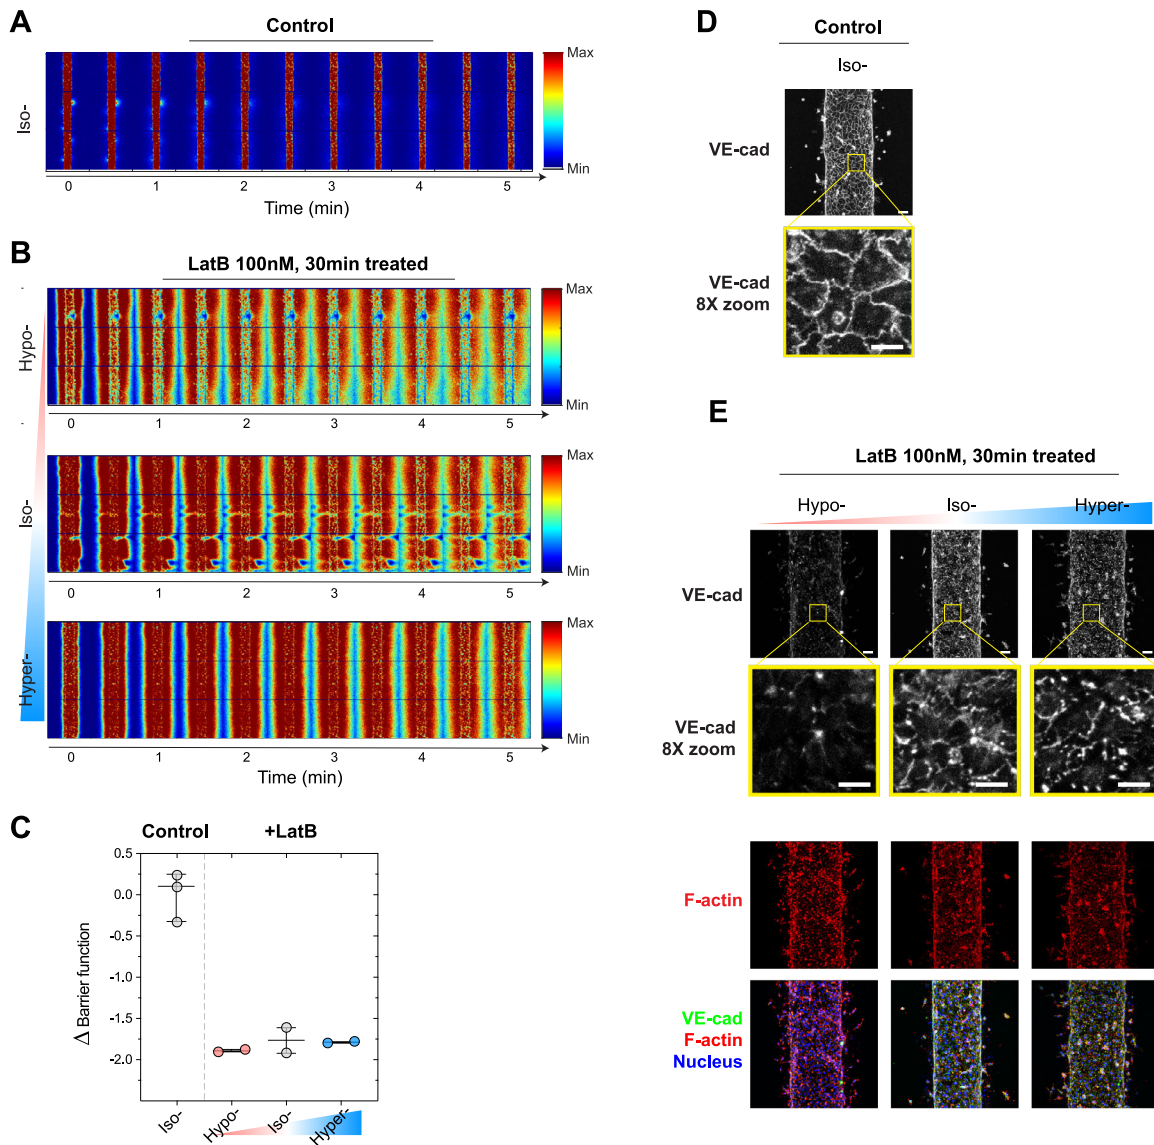 A
Control
Iso-
Max
Min
0 1 2 3 4 5
Time (min)
B
LatB 100nM, 30min treated
Hypo-
Max
Min
0 1 2 3 4 5
Iso-
Max
Min
0 1 2 3 4 5
Hyper-
Max
Min
0 1 2 3 4 5
Time (min)
C
Control +LatB
Δ Barrier function
0.5
0.0
-0.5
-1.0
-1.5
-2.0
Iso- Hypo- Iso- Hyper-
D
Control
Iso-
VE-cad
VE-cad
8X zoom
E
LatB 100nM, 30min treated
Hypo- Iso- Hyper-
VE-cad
VE-cad
8X zoom
F-actin
VE-cad
F-actin
Nucleus